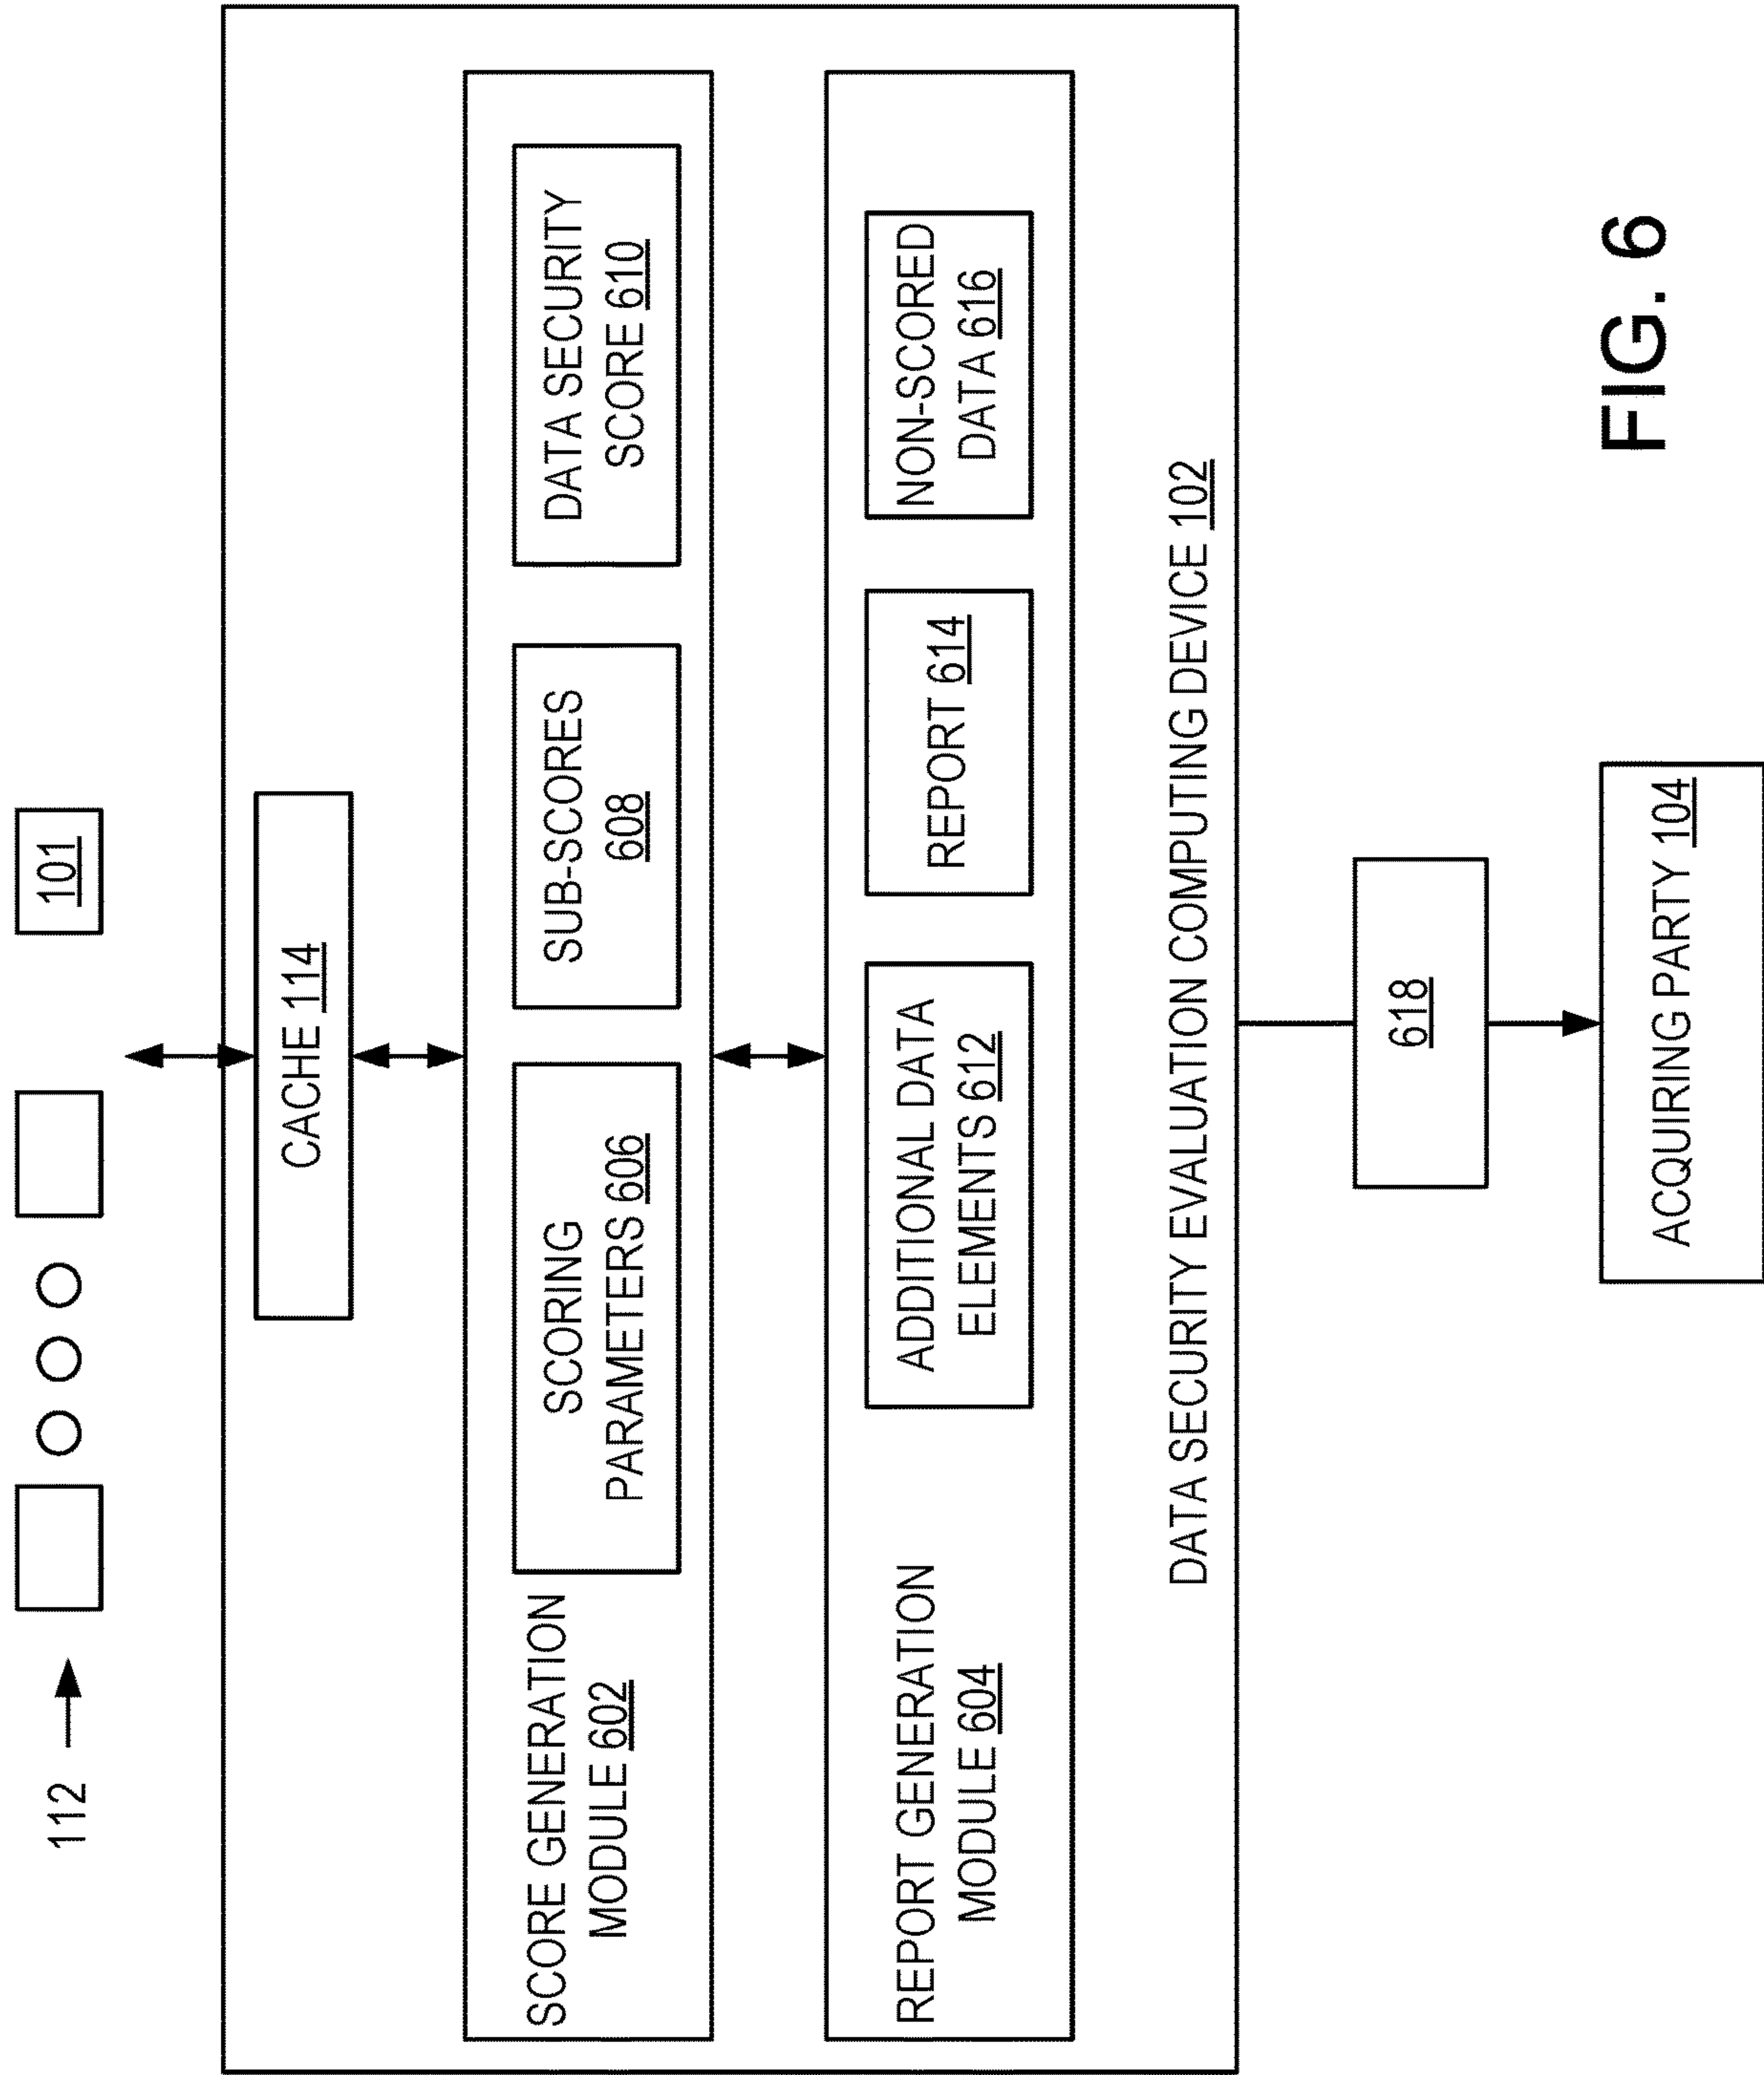 112
101
CACHE 114
SCORE GENERATION
MODULE 602
SCORING
PARAMETERS 606
SUB-SCORES
608
DATA SECURITY
SCORE 610
REPORT GENERATION
MODULE 604
ADDITIONAL DATA
ELEMENTS 612
REPORT 614
NON-SCORED
DATA 616
DATA SECURITY EVALUATION COMPUTING DEVICE 102
618
ACQUIRING PARTY 104
FIG. 6